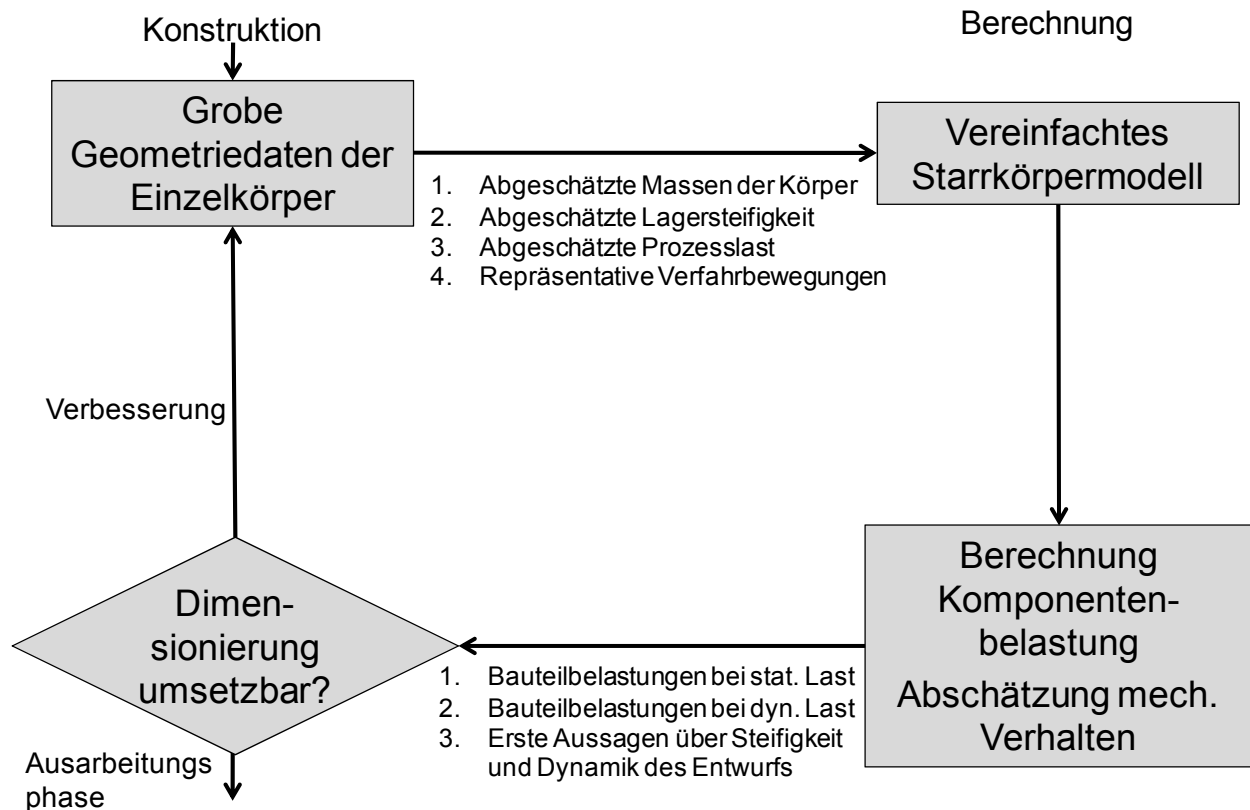 Konstruktion
Berechnung
Grobe
Geometriedaten der
Einzelkörper
Vereinfachtes
Starrkörpermodell
1. Abgeschätzte Massen der Körper
2. Abgeschätzte Lagersteifigkeit
3. Abgeschätzte Prozesslast
4. Repräsentative Verfahrbewegungen
Verbesserung
Berechnung
Komponenten-
belastung
Abschätzung mech.
Verhalten
Dimen-
sionierung
umsetzbar?
1. Bauteilbelastungen bei stat. Last
2. Bauteilbelastungen bei dyn. Last
3. Erste Aussagen über Steifigkeit
und Dynamik des Entwurfs
Ausarbeitungs
phase